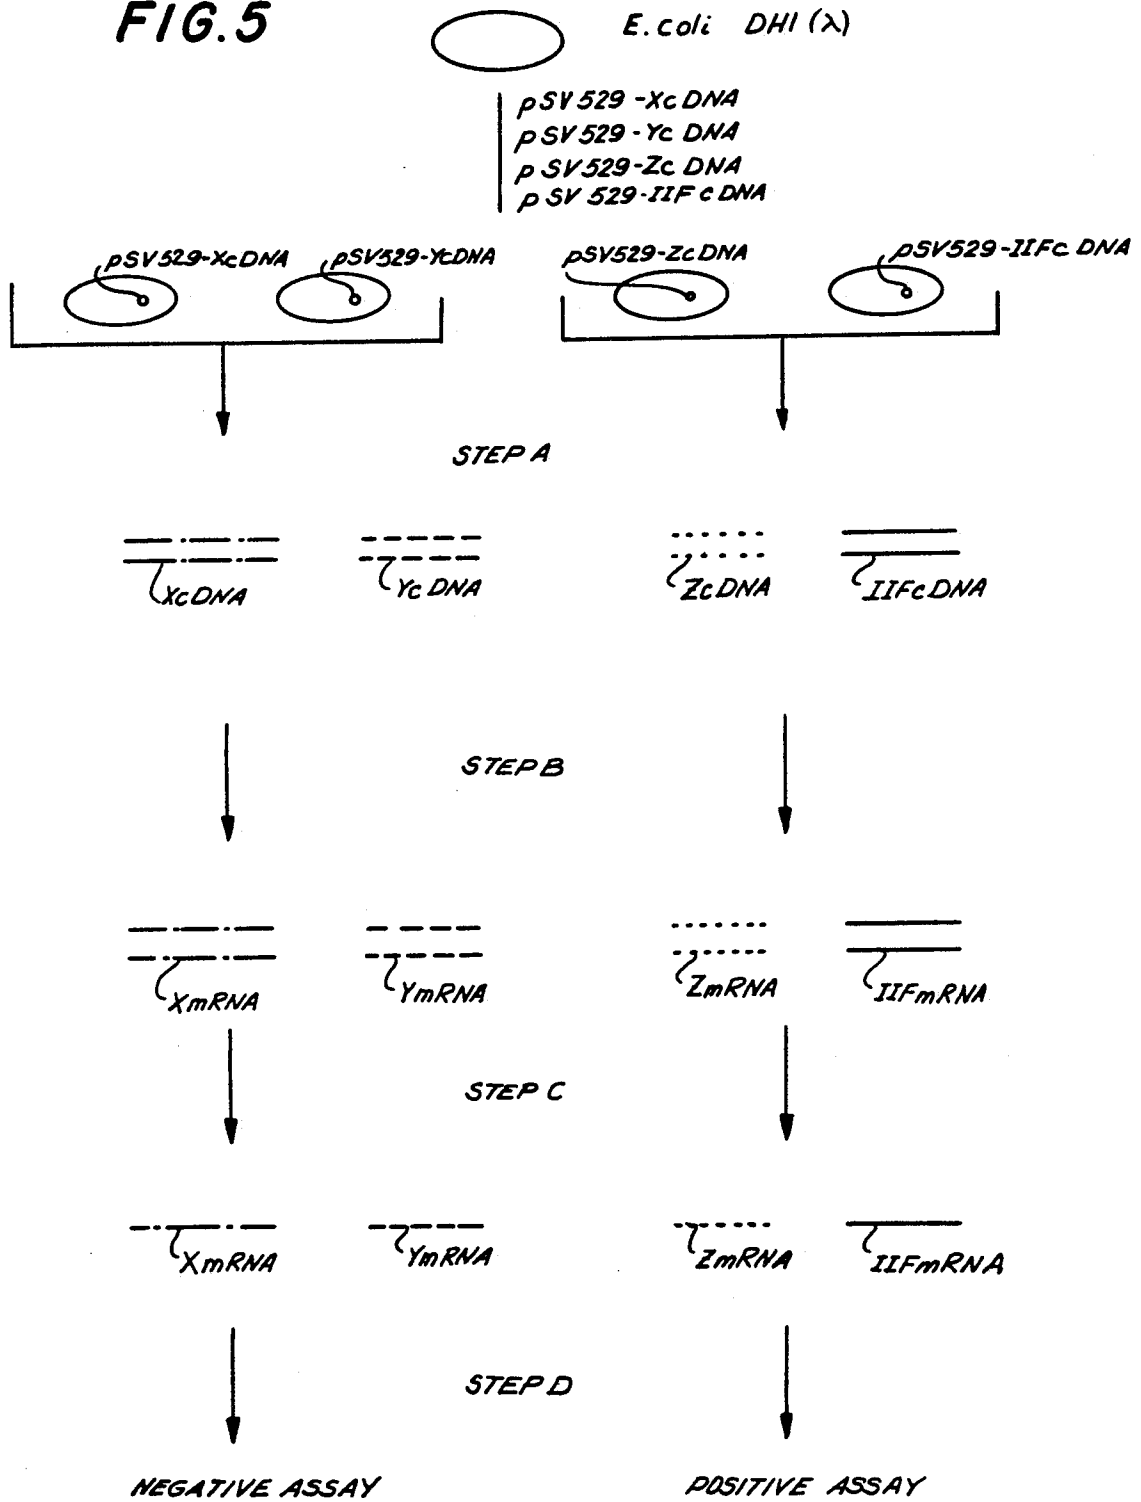 FIG.5
E. coli DHI (λ)
pSV529-XcDNA
pSV529-YcDNA
pSV529-ZcDNA
pSV529-IIFcDNA
pSV529-XcDNA
pSV529-YcDNA
pSV529-ZcDNA
pSV529-IIFcDNA
STEP A
XcDNA
YcDNA
ZcDNA
IIFcDNA
STEP B
XmRNA
YmRNA
ZmRNA
IIFmRNA
STEP C
XmRNA
YmRNA
ZmRNA
IIFmRNA
STEP D
NEGATIVE ASSAY
POSITIVE ASSAY